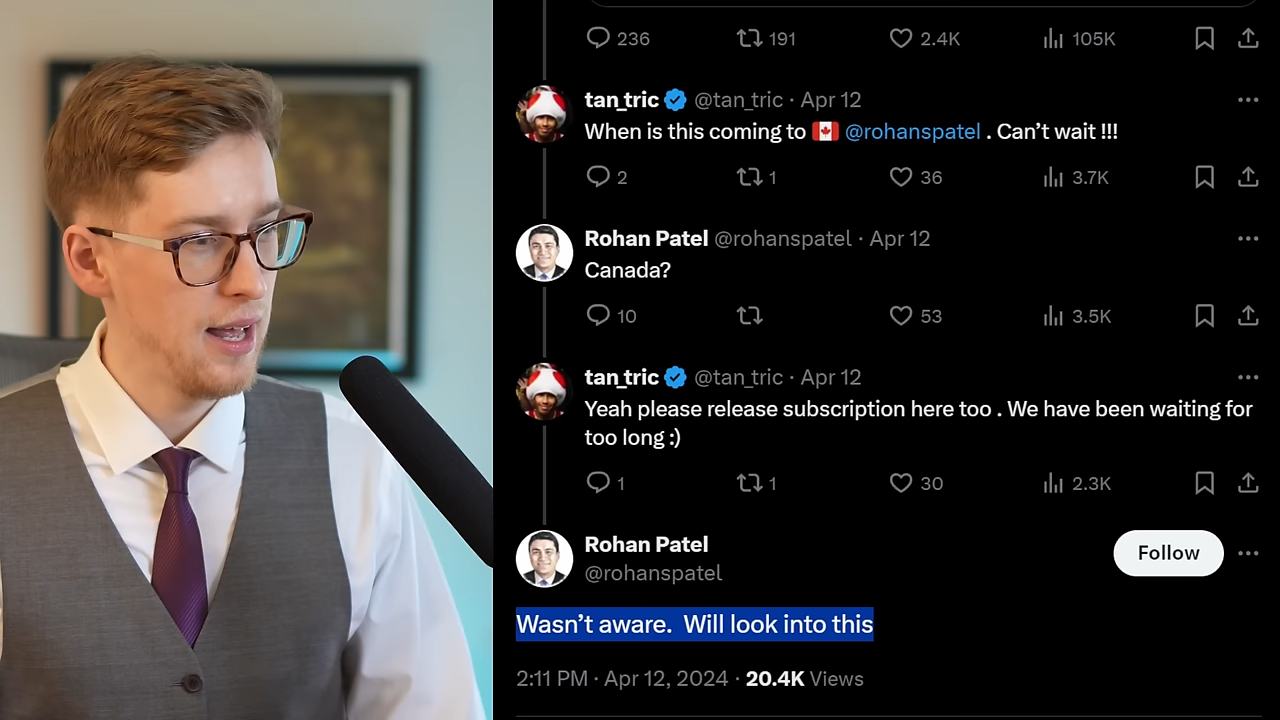 236 191 2.4K 105K
tan_tric @tan_tric · Apr 12
When is this coming to 🇨🇦 @rohanspatel . Can’t wait !!!
2 1 36 3.7K
Rohan Patel @rohanspatel · Apr 12
Canada?
10 53 3.5K
tan_tric @tan_tric · Apr 12
Yeah please release subscription here too . We have been waiting for
too long :)
1 1 30 2.3K
Rohan Patel
@rohanspatel
Follow
Wasn’t aware.  Will look into this
2:11 PM · Apr 12, 2024 · 20.4K Views